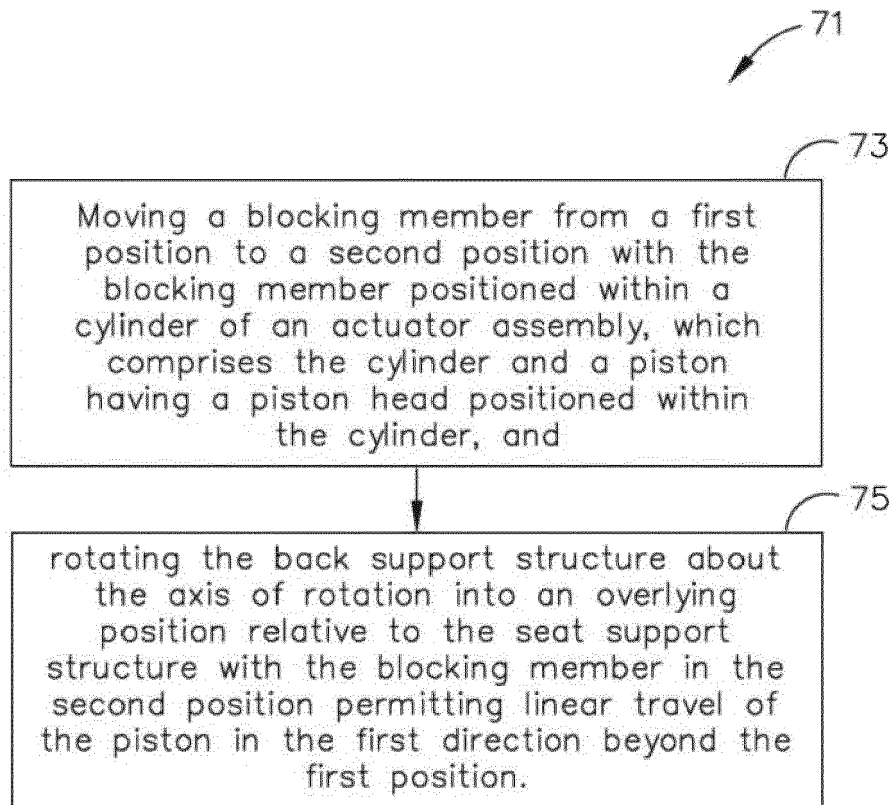 71
73
Moving a blocking member from a first
position to a second position with the
blocking member positioned within a
cylinder of an actuator assembly, which
comprises the cylinder and a piston
having a piston head positioned within
the cylinder, and
75
rotating the back support structure about
the axis of rotation into an overlying
position relative to the seat support
structure with the blocking member in the
second position permitting linear travel of
the piston in the first direction beyond the
first position.